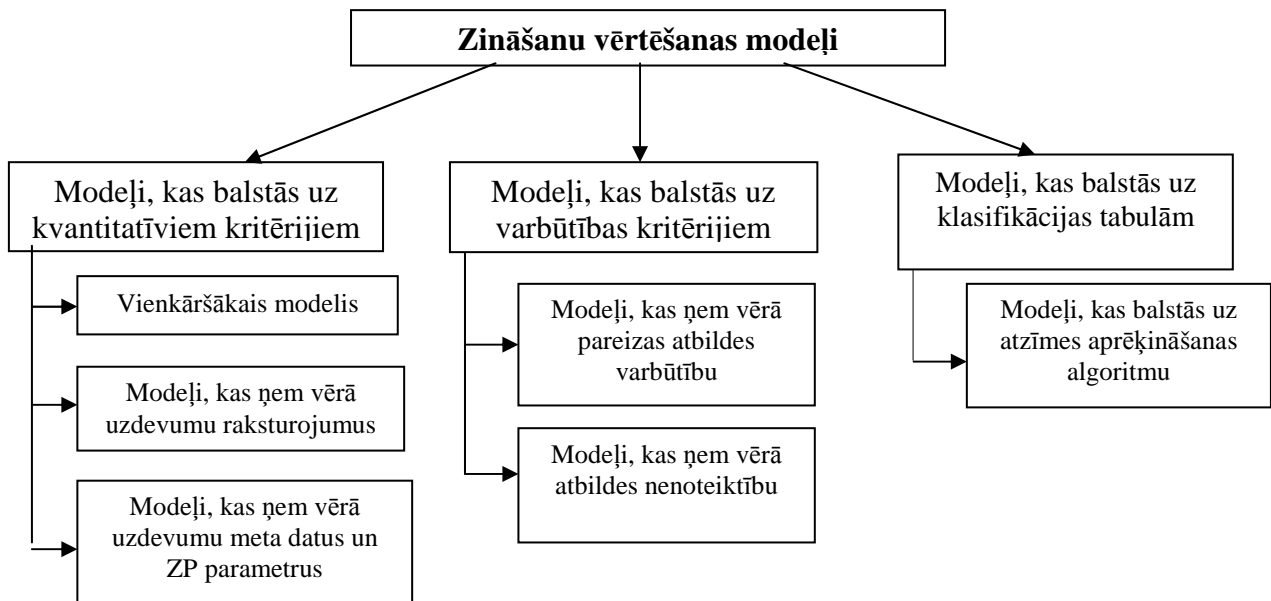 Zināšanu vērtēšanas modeļi
Modeļi, kas balstās uz
kvantitatīviem kritērijiem
Vienkāršākais modelis
Modeļi, kas ņem vērā
uzdevumu raksturojumus
Modeļi, kas ņem vērā
uzdevumu meta datus un
ZP parametrus
Modeļi, kas balstās uz
varbūtības kritērijiem
Modeļi, kas ņem vērā
pareizas atbildes
varbūtību
Modeļi, kas ņem vērā
atbildes nenoteiktību
Modeļi, kas balstās uz
klasifikācijas tabulām
Modeļi, kas balstās uz
atzīmes aprēķināšanas
algoritmu